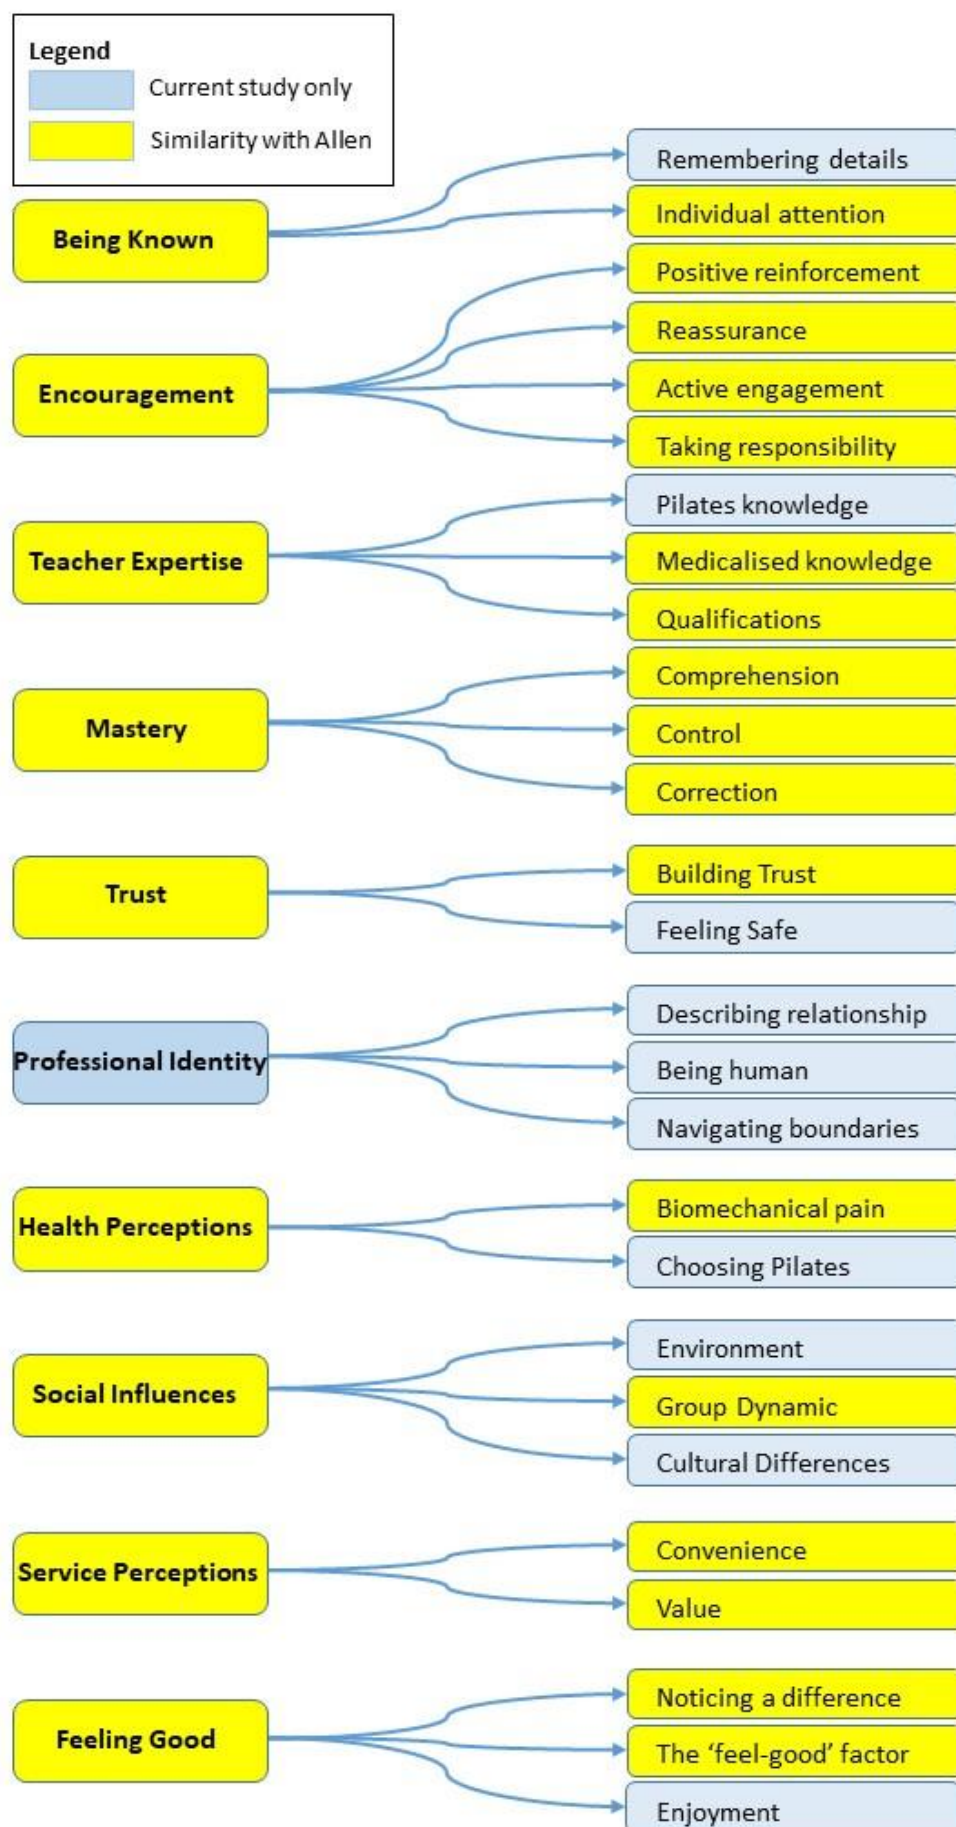 Legend
Current study only
Similarity with Allen
Being Known
Remembering details
Individual attention
Encouragement
Positive reinforcement
Reassurance
Active engagement
Taking responsibility
Teacher Expertise
Pilates knowledge
Medicalised knowledge
Qualifications
Mastery
Comprehension
Control
Correction
Trust
Building Trust
Feeling Safe
Professional Identity
Describing relationship
Being human
Navigating boundaries
Health Perceptions
Biomechanical pain
Choosing Pilates
Social Influences
Environment
Group Dynamic
Cultural Differences
Service Perceptions
Convenience
Value
Feeling Good
Noticing a difference
The ‘feel-good’ factor
Enjoyment